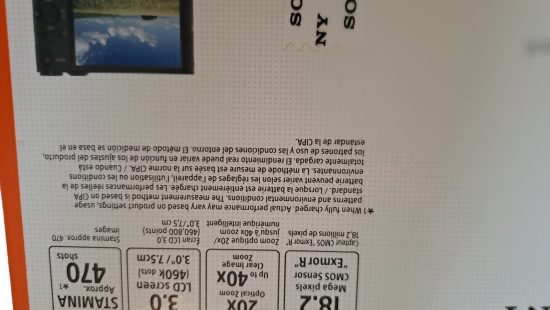 18.2
Mega pixels
CMOS Sensor
"Exmor R"
20x
Optical Zoom
Up to 40x
Clear Image
Zoom
3.0
LCD screen
(460k dots)
3.0"/7.5cm
STAMINA
Approx. *1
470
shots
Capteur CMOS "Exmor R"
18,2 millions de pixels
Zoom optique 20x/
jusqu'à 40x zoom
numérique intelligent
Écran LCD 3,0
(460,800 points)
3,0"/ 7,5 cm
Stamina approx. 470
images
*1 When fully charged. Actual performance may vary based on product settings, usage
patterns and environmental conditions. The measurement method is based on CIPA
standard. / Lorsque la batterie est entièrement chargée. Les performances réelles de la
batterie peuvent varier selon les réglages de l'appareil, l'utilisation ou les conditions
environnantes. La méthode de mesure est basée sur la norme CIPA. / Cuando está
totalmente cargada. El rendimiento real puede variar en función de los ajustes del producto,
los patrones de uso y las condiciones del entorno. El método de medición se basa en el
estándar de la CIPA.
SO
NY
SO